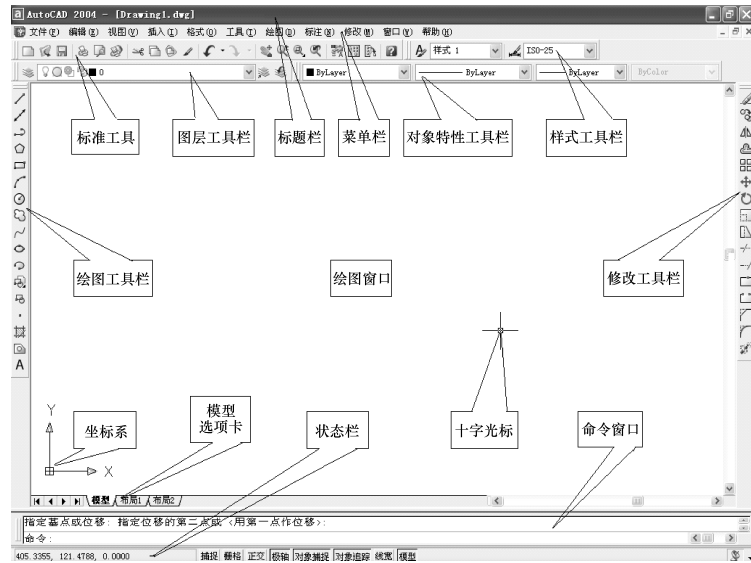 AutoCAD 2004 - [Drawing1.dwg]
文件(F) 编辑(E) 视图(V) 插入(I) 格式(O) 工具(T) 绘图(D) 标注(N) 修改(M) 窗口(W) 帮助(H)
样式 1 ISO-25
0 ByLayer ByLayer ByLayer ByColor
标准工具 图层工具栏 标题栏 菜单栏 对象特性工具栏 样式工具栏
绘图工具栏 绘图窗口 修改工具栏
A
Y
坐标系 模型 状态栏 十字光标 命令窗口
选项卡
X
模型 布局1 布局2
指定基点或位移: 指定位移的第二点或 <用第一点作位移>:
命令:
405.3355, 121.4788, 0.0000 捕捉 栅格 正交 极轴 对象捕捉 对象追踪 线宽 模型